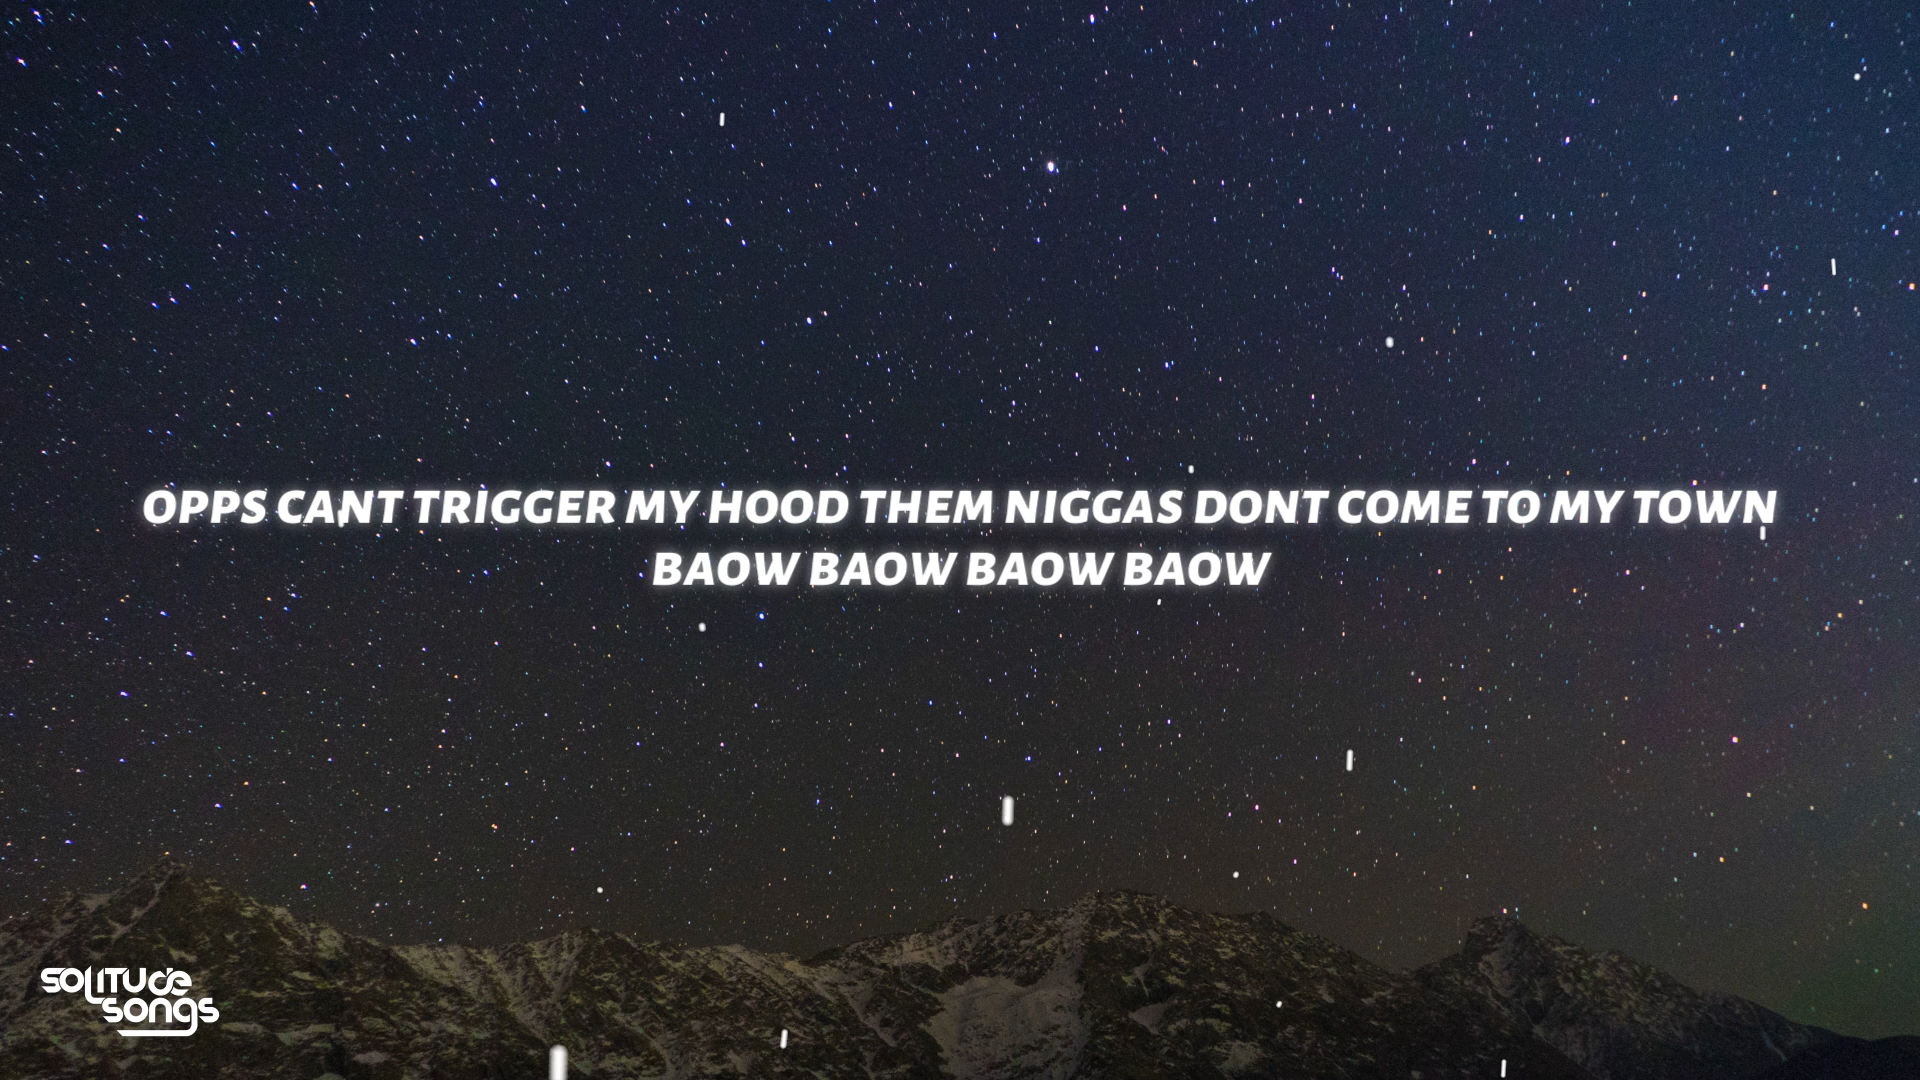 OPPS CANT TRIGGER MY HOOD THEM NIGGAS DONT COME TO MY TOWN
BAOW BAOW BAOW BAOW
SOLITUDE
SONGS